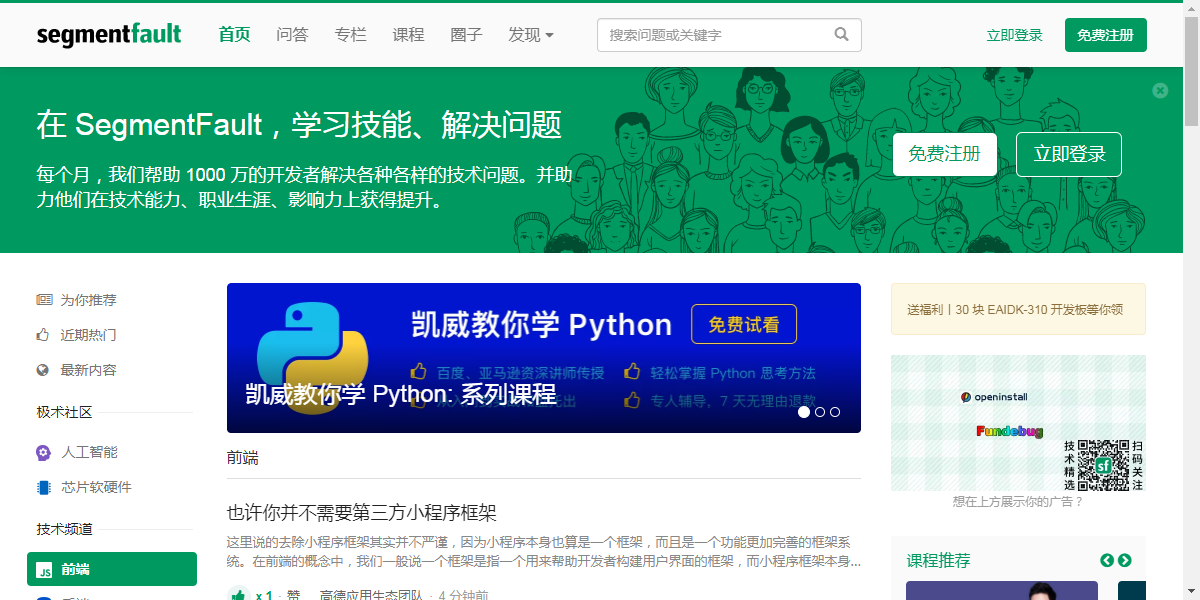 segmentfault 首页 问答 专栏 课程 圈子 发现 搜索问题或关键字 立即登录 免费注册
在 SegmentFault，学习技能、解决问题
每个月，我们帮助 1000 万的开发者解决各种各样的技术问题。并助
力他们在技术能力、职业生涯、影响力上获得提升。
免费注册 立即登录
为你推荐
近期热门
最新内容
极术社区
人工智能
芯片软硬件
技术频道
JS 前端
凯威教你学 Python 免费试看
百度、亚马逊资深讲师传授 轻松掌握 Python 思考方法
专人辅导，7 天无理由退款
凯威教你学 Python: 系列课程
前端
也许你并不需要第三方小程序框架
这里说的去除小程序框架其实并不严谨，因为小程序本身也算是一个框架，而且是一个功能更加完善的框架系
统。在前端的概念中，我们一般说一个框架是指一个用来帮助开发者构建用户界面的框架，而小程序框架本身...
x 1 · 赞 高德应用生态团队 · 4 分钟前
送福利丨30 块 EAIDK-310 开发板等你领
openinstall
Fundebug
技术精选
sf
扫码关注
想在上方展示你的广告？
课程推荐